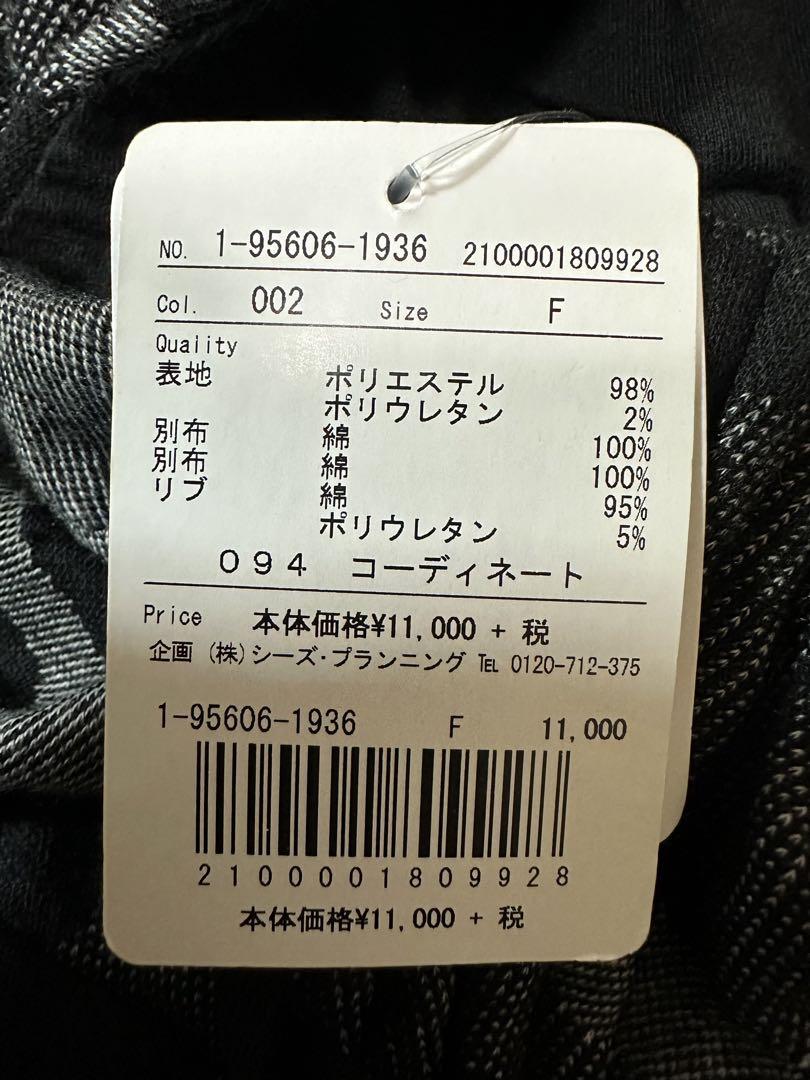 NO. 1-95606-1936 2100001809928
Col. 002 Size F
Quality
表地 ポリエステル 98%
ポリウレタン 2%
別布 綿 100%
別布 綿 100%
リブ 綿 95%
ポリウレタン 5%
094 コーディネート
Price 本体価格¥11,000 + 税
企画 (株)シーズ・プランニング ℡ 0120-712-375
1-95606-1936 F 11,000
2100001809928
本体価格¥11,000 + 税